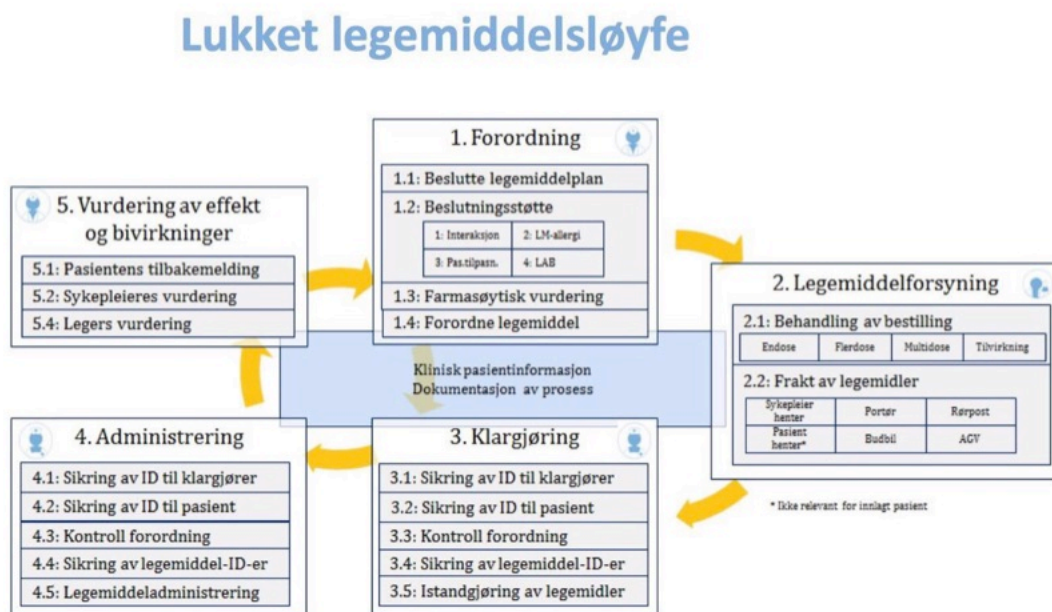 Lukket legemiddelsløyfe
1. Forordning
1.1: Beslutte legemiddelplan
1.2: Beslutningsstøtte
1: Interaksjon
2: LM-allergi
3: Pas.tilpasn.
4: LAB
1.3: Farmasøytisk vurdering
1.4: Forordne legemiddel
2. Legemiddelforsyning
2.1: Behandling av bestilling
Endose
Flerdose
Multidose
Tilvirkning
2.2: Frakt av legemidler
Sykepleier
henter
Portør
Rørpost
Pasient
henter*
Budbil
AGV
* Ikke relevant for innlagt pasient
3. Klargjøring
3.1: Sikring av ID til klargjører
3.2: Sikring av ID til pasient
3.3: Kontroll forordning
3.4: Sikring av legemiddel-ID-er
3.5: Istandgjøring av legemidler
4. Administrering
4.1: Sikring av ID til klargjører
4.2: Sikring av ID til pasient
4.3: Kontroll forordning
4.4: Sikring av legemiddel-ID-er
4.5: Legemiddeladministrering
5. Vurdering av effekt
og bivirkninger
5.1: Pasientens tilbakemelding
5.2: Sykepleieres vurdering
5.4: Legers vurdering
Klinisk pasientinformasjon
Dokumentasjon av prosess